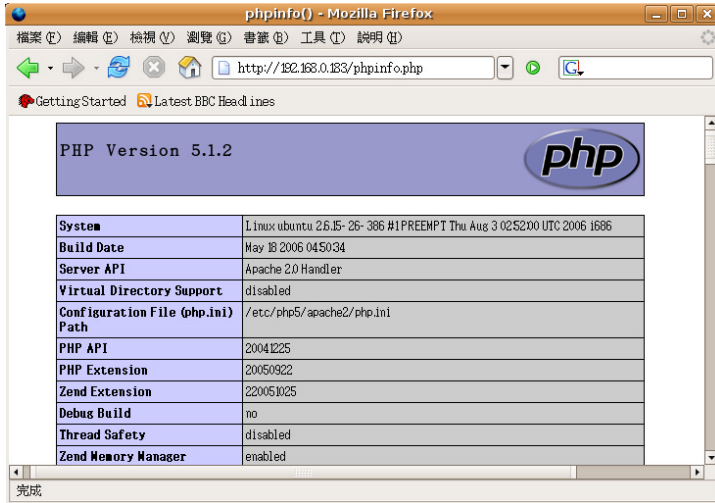 phpinfo() - Mozilla Firefox
檔案(F) 編輯(E) 檢視(V) 瀏覽(G) 書籤(B) 工具(T) 說明(H)
http://192.168.0.183/phpinfo.php G
Getting Started Latest BBC Headlines
PHP Version 5.1.2 php
System Linux ubuntu 2.6.15-26-386 #1 PREEMPT Thu Aug 3 02:52:00 UTC 2006 i686
Build Date May 18 2006 04:50:34
Server API Apache 2.0 Handler
Virtual Directory Support disabled
Configuration File (php.ini) /etc/php5/apache2/php.ini
Path
PHP API 20041225
PHP Extension 20050922
Zend Extension 220051025
Debug Build no
Thread Safety disabled
Zend Memory Manager enabled
完成